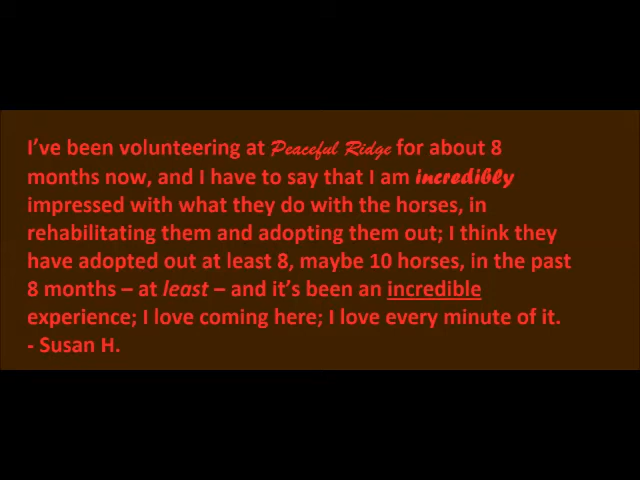 I’ve been volunteering at Peaceful Ridge for about 8
months now, and I have to say that I am incredibly
impressed with what they do with the horses, in
rehabilitating them and adopting them out; I think they
have adopted out at least 8, maybe 10 horses, in the past
8 months – at least – and it’s been an incredible
experience; I love coming here; I love every minute of it.
- Susan H.